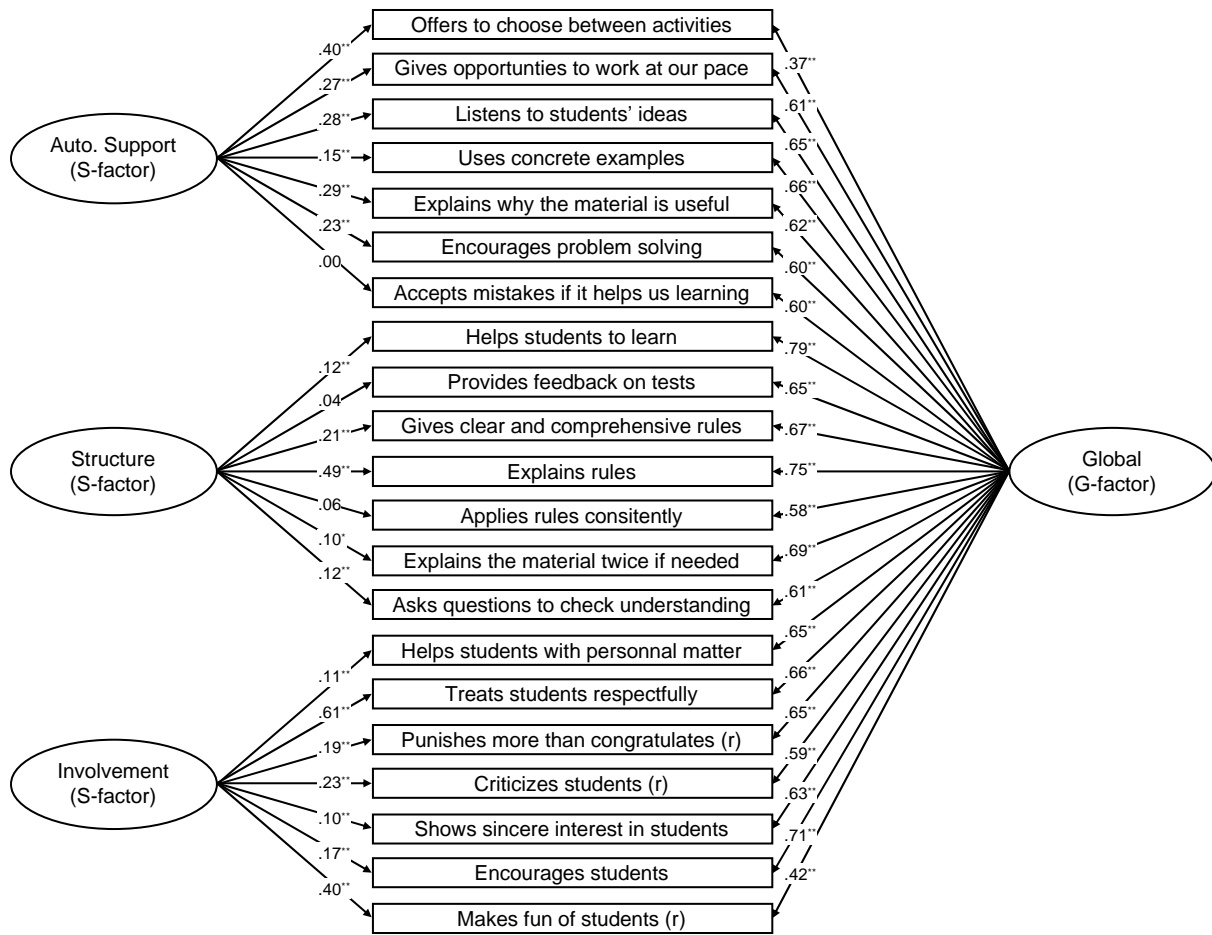 Offers to choose between activities
.40**
.37**
Gives opportunties to work at our pace
.27**
.61**
Listens to students' ideas
.28**
.65**
Auto. Support
(S-factor)
Uses concrete examples
.15**
.66**
Explains why the material is useful
.29**
.62**
Encourages problem solving
.23**
.60**
Accepts mistakes if it helps us learning
.00
.60**
Helps students to learn
.12**
.79**
Provides feedback on tests
.04
.65**
Gives clear and comprehensive rules
.21**
.67**
Structure
(S-factor)
Explains rules
.49**
.75**
Global
(G-factor)
Applies rules consitently
.06
.58**
Explains the material twice if needed
.10*
.69**
Asks questions to check understanding
.12**
.61**
Helps students with personnal matter
.11**
.65**
Treats students respectfully
.61**
.66**
Punishes more than congratulates (r)
.19**
.65**
Involvement
(S-factor)
Criticizes students (r)
.23**
.59**
Shows sincere interest in students
.10**
.63**
Encourages students
.17**
.71**
Makes fun of students (r)
.40**
.42**